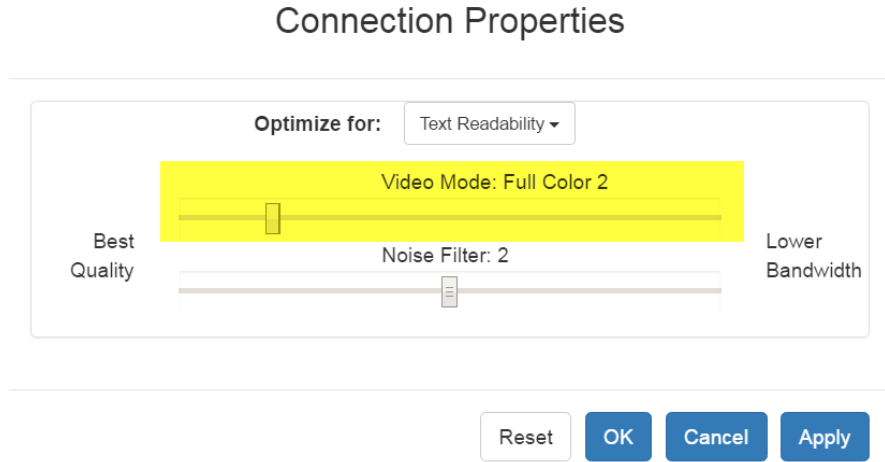 Connection Properties
Optimize for: Text Readability
Video Mode: Full Color 2
Best
Quality
Noise Filter: 2
Lower
Bandwidth
Reset OK Cancel Apply